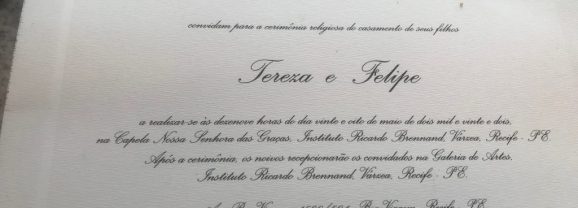 convidam para a cerimônia religiosa do casamento de seus filhos
Tereza e Felipe
a realizar-se às dezenove horas do dia vinte e oito de maio de dois mil e vinte e dois,
na Capela Nossa Senhora das Graças, Instituto Ricardo Brennand, Várzea, Recife - PE.
Após a cerimônia, os noivos recepcionarão os convidados na Galeria de Artes,
Instituto Ricardo Brennand, Várzea, Recife - PE.